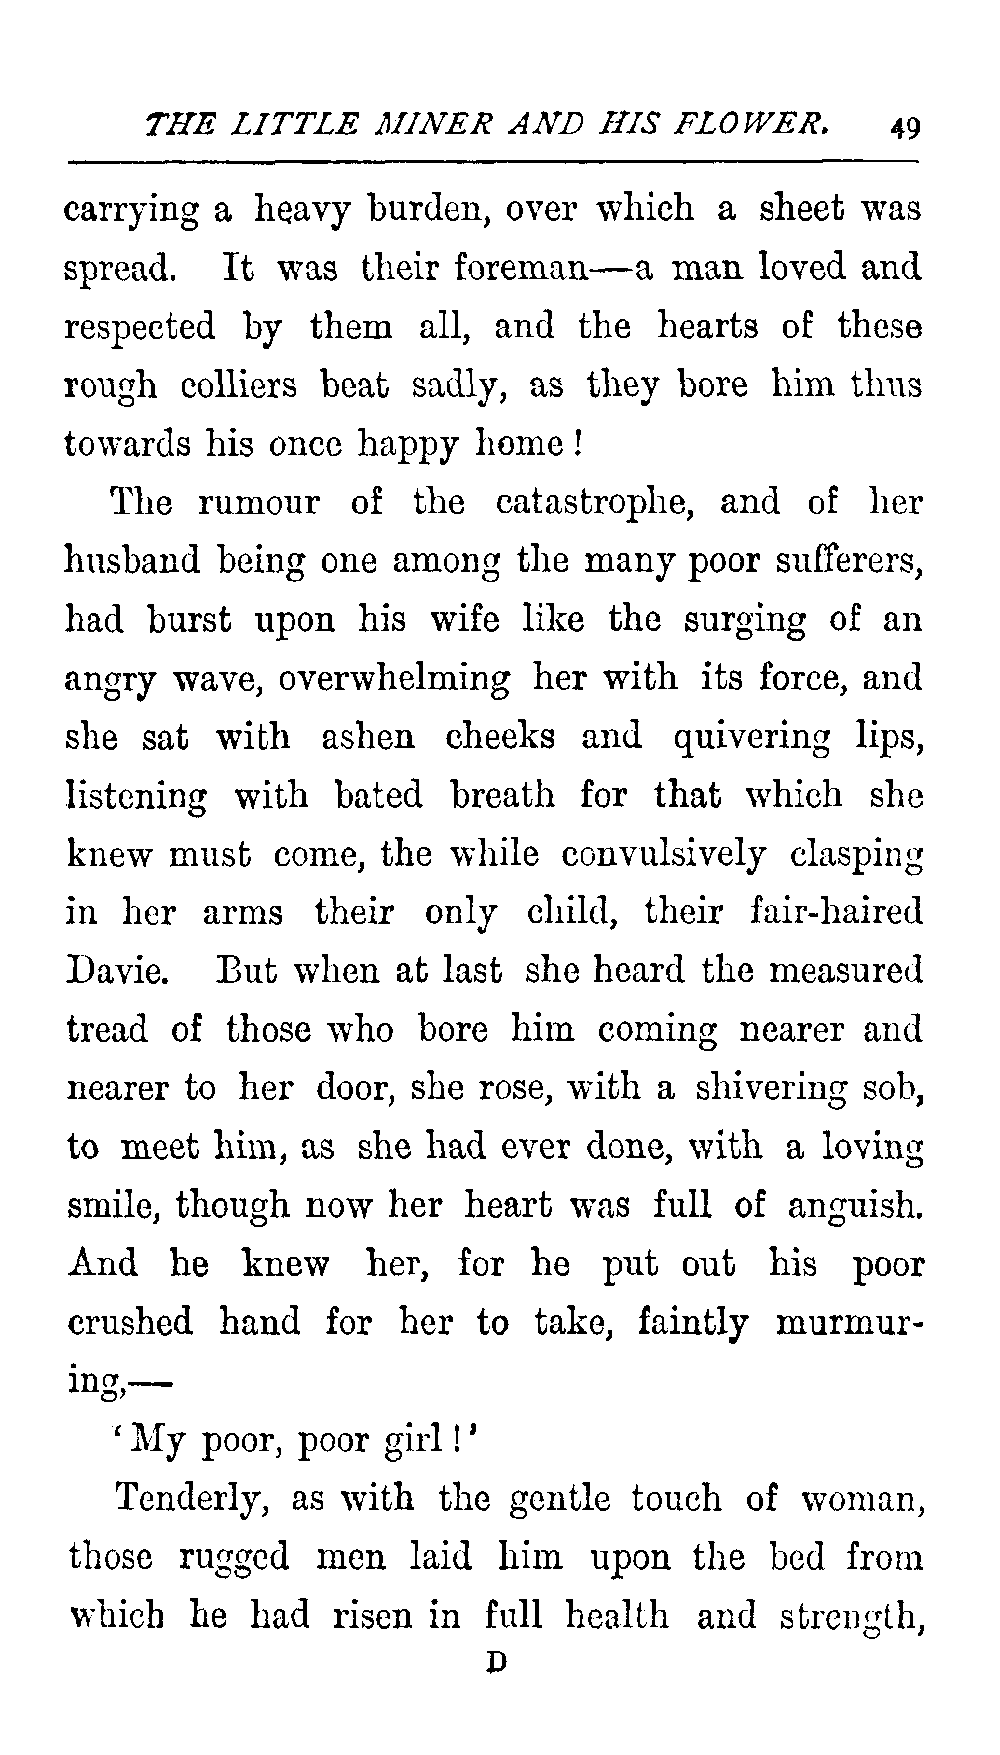 THE LITTLE MINER AND HIS FLOWER. 49
carrying a heavy burden, over which a sheet was
spread. It was their foreman—a man loved and
respected by them all, and the hearts of these
rough colliers beat sadly, as they bore him thus
towards his once happy home!
The rumour of the catastrophe, and of her
husband being one among the many poor sufferers,
had burst upon his wife like the surging of an
angry wave, overwhelming her with its force, and
she sat with ashen cheeks and quivering lips,
listening with bated breath for that which she
knew must come, the while convulsively clasping
in her arms their only child, their fair-haired
Davie. But when at last she heard the measured
tread of those who bore him coming nearer and
nearer to her door, she rose, with a shivering sob,
to meet him, as she had ever done, with a loving
smile, though now her heart was full of anguish.
And he knew her, for he put out his poor
crushed hand for her to take, faintly murmur-
ing,—
‘My poor, poor girl!’
Tenderly, as with the gentle touch of woman,
those rugged men laid him upon the bed from
which he had risen in full health and strength,
D